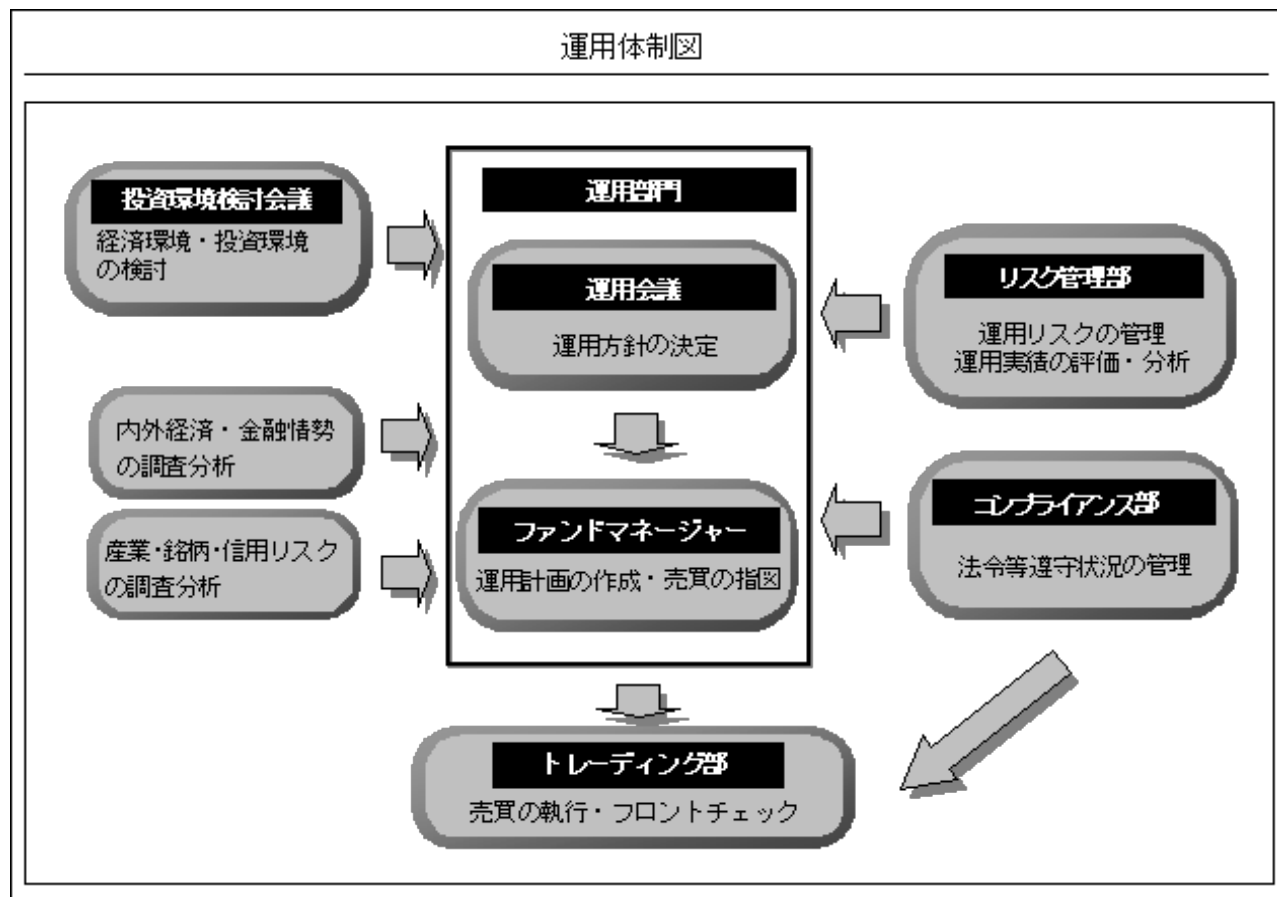 運用体制図
投資環境検討会議
経済環境・投資環境
の検討
内外経済・金融情勢
の調査分析
産業・銘柄・信用リスク
の調査分析
運用部門
運用会議
運用方針の決定
ファンドマネージャー
運用計画の作成・売買の指図
リスク管理部
運用リスクの管理
運用実績の評価・分析
コンプライアンス部
法令等遵守状況の管理
トレーディング部
売買の執行・フロントチェック